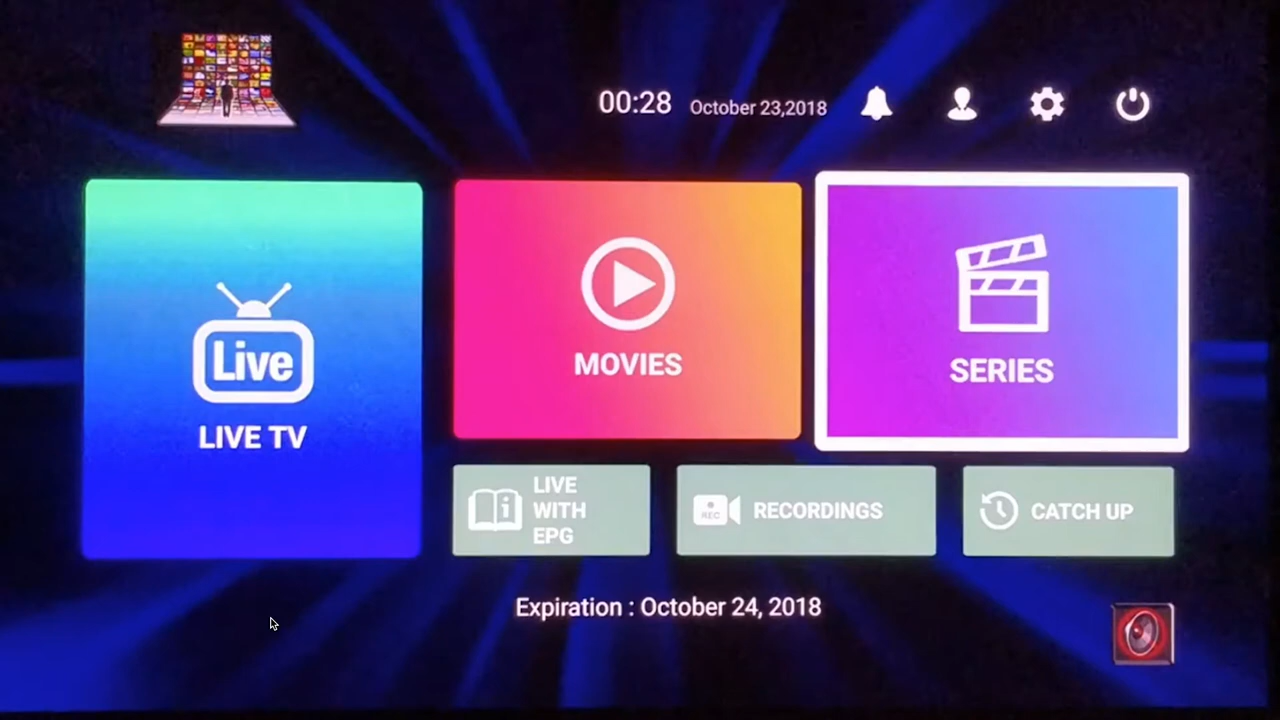 00:28 October 23,2018
Live
LIVE TV
MOVIES
SERIES
LIVE
WITH
EPG
REC
RECORDINGS
CATCH UP
Expiration : October 24, 2018